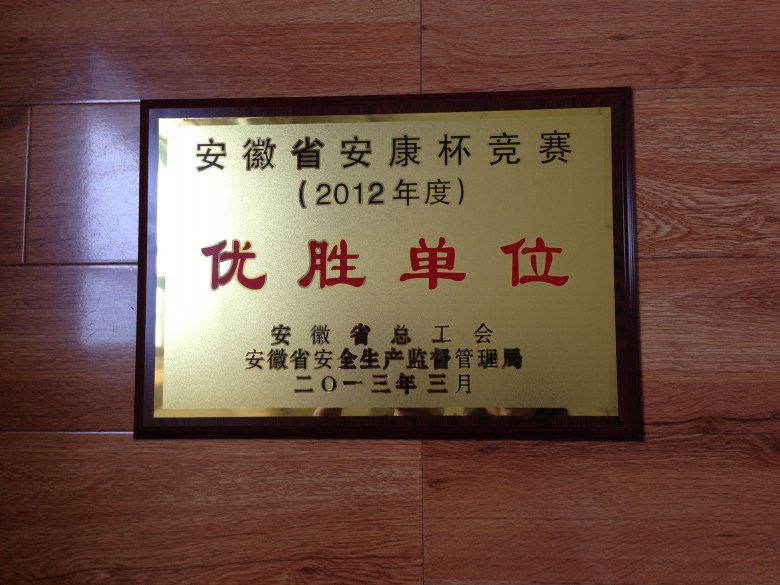 安徽省安康杯竞赛
(2012年度)
优胜单位
安徽省总工会
安徽省安全生产监督管理局
二〇一三年三月